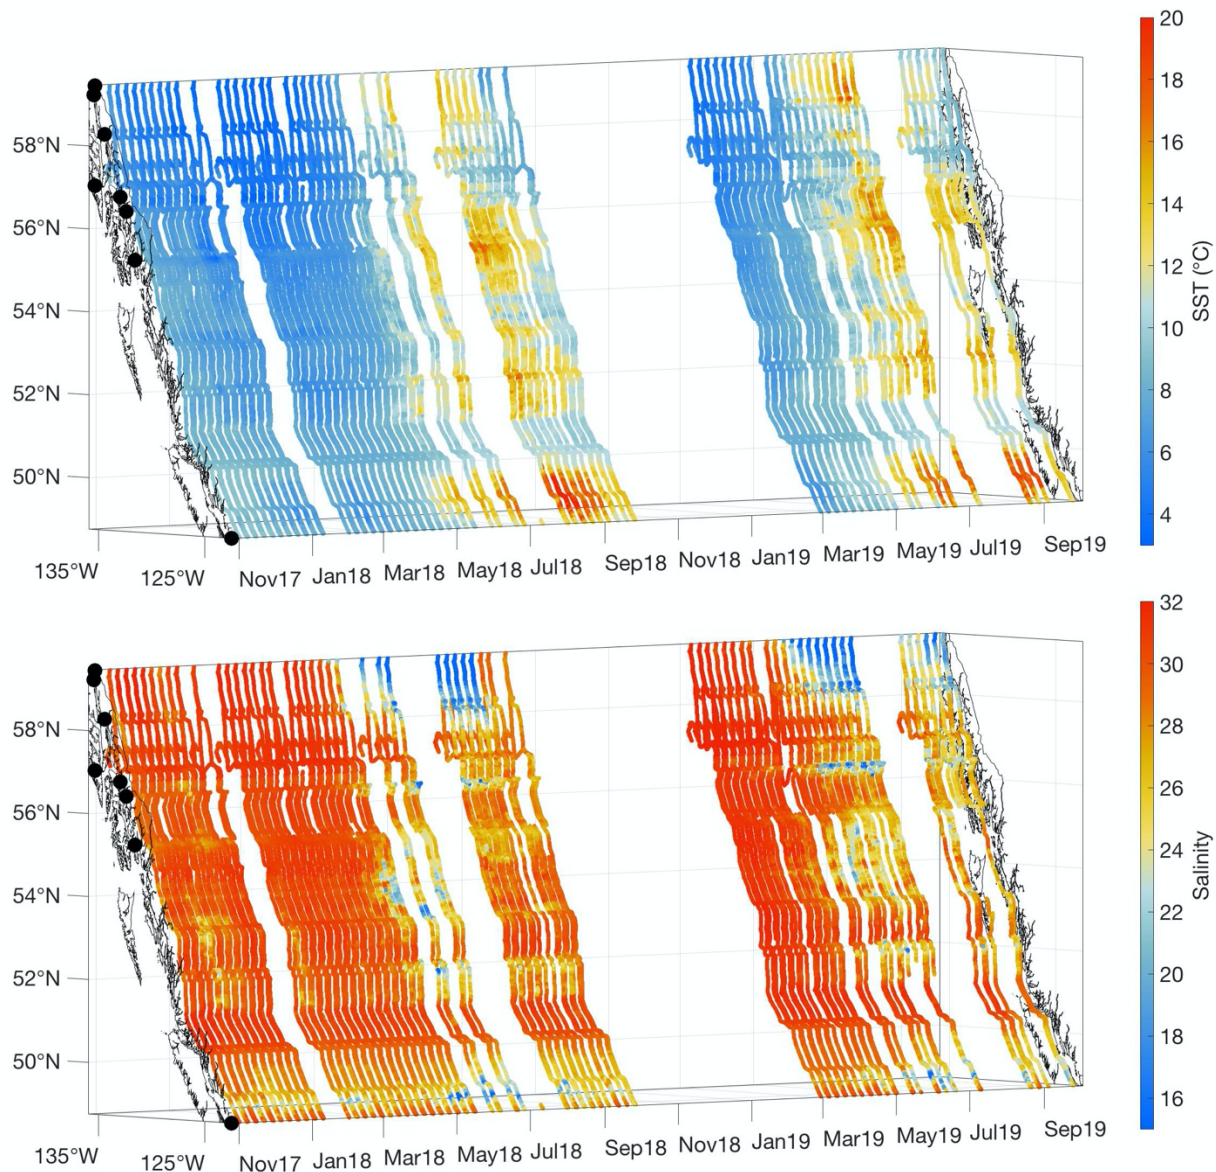 20
18
16
14
12
10
8
6
4
SST (°C)
58°N
56°N
54°N
52°N
50°N
135°W
125°W
Nov17
Jan18
Mar18
May18
Jul18
Sep18
Nov18
Jan19
Mar19
May19
Jul19
Sep19
32
30
28
26
24
22
20
18
16
Salinity
58°N
56°N
54°N
52°N
50°N
135°W
125°W
Nov17
Jan18
Mar18
May18
Jul18
Sep18
Nov18
Jan19
Mar19
May19
Jul19
Sep19